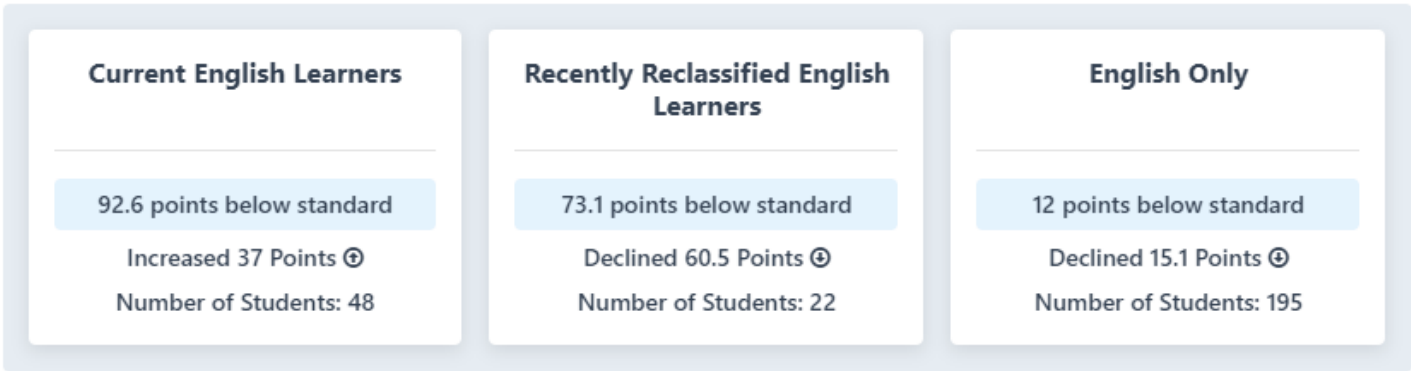 Current English Learners
92.6 points below standard
Increased 37 Points
Number of Students: 48
Recently Reclassified English
Learners
73.1 points below standard
Declined 60.5 Points
Number of Students: 22
English Only
12 points below standard
Declined 15.1 Points
Number of Students: 195